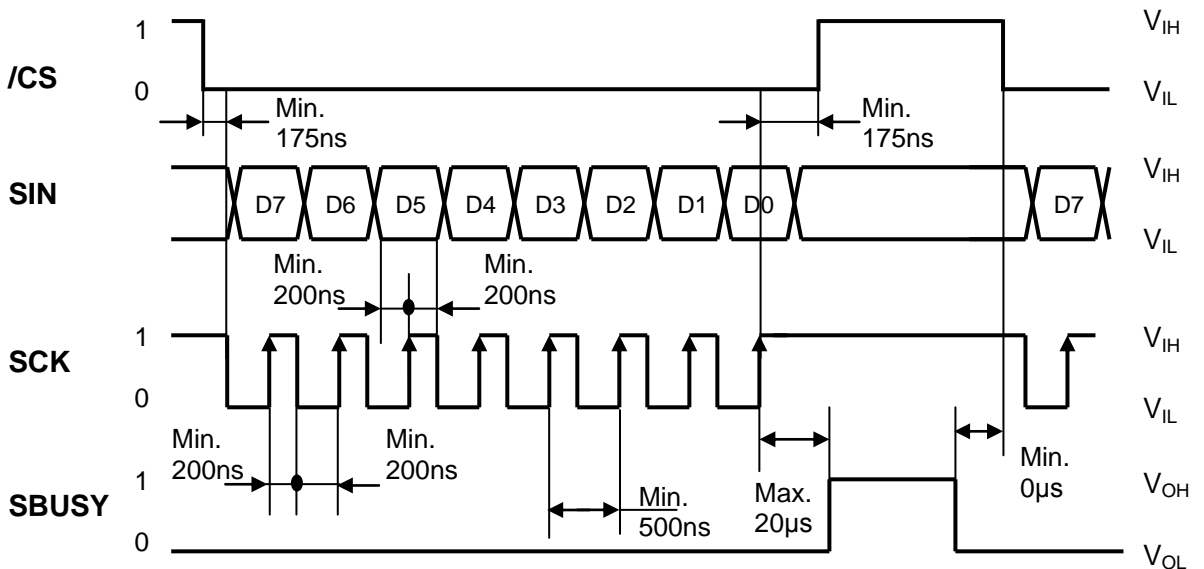 1
V_IH
/CS
0
V_IL
Min.
175ns
Min.
175ns
SIN
D7 D6 D5 D4 D3 D2 D1 D0 D7
V_IH
V_IL
Min.
200ns
Min.
200ns
1
V_IH
SCK
0
V_IL
Min.
200ns
Min.
200ns
Min.
500ns
Max.
20µs
Min.
0µs
1
V_OH
SBUSY
0
V_OL